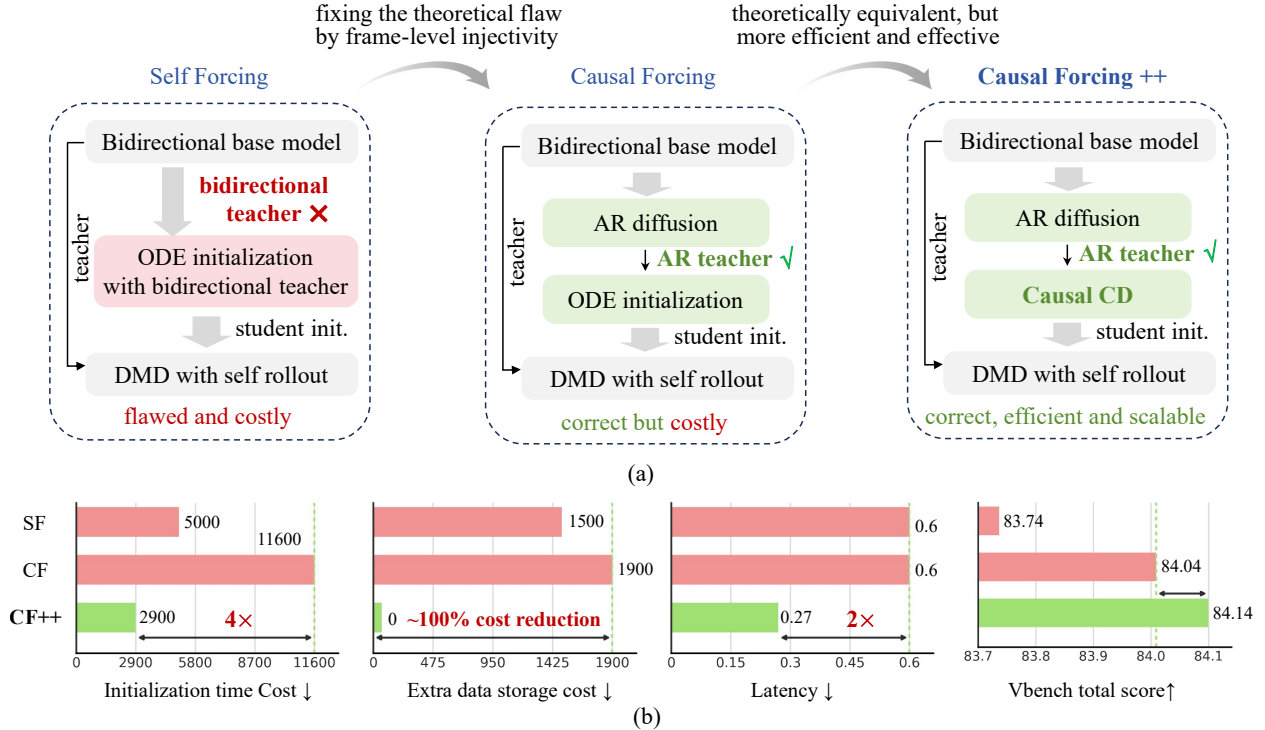 fixing the theoretical flaw
by frame-level injectivity
theoretically equivalent, but
more efficient and effective
Self Forcing
Causal Forcing
Causal Forcing ++
Bidirectional base model
bidirectional
teacher ✕
teacher
ODE initialization
with bidirectional teacher
student init.
DMD with self rollout
flawed and costly
Bidirectional base model
AR diffusion
AR teacher √
teacher
ODE initialization
student init.
DMD with self rollout
correct but costly
Bidirectional base model
AR diffusion
AR teacher √
teacher
Causal CD
student init.
DMD with self rollout
correct, efficient and scalable
(a)
SF
CF
CF++
5000
11600
2900
4×
0 2900 5800 8700 11600
Initialization time Cost ↓
1500
1900
0
~100% cost reduction
0 475 950 1425 1900
Extra data storage cost ↓
0.6
0.6
0.27
2×
0 0.15 0.3 0.45 0.6
Latency ↓
83.74
84.04
84.14
83.7 83.8 83.9 84.0 84.1
Vbench total score↑
(b)